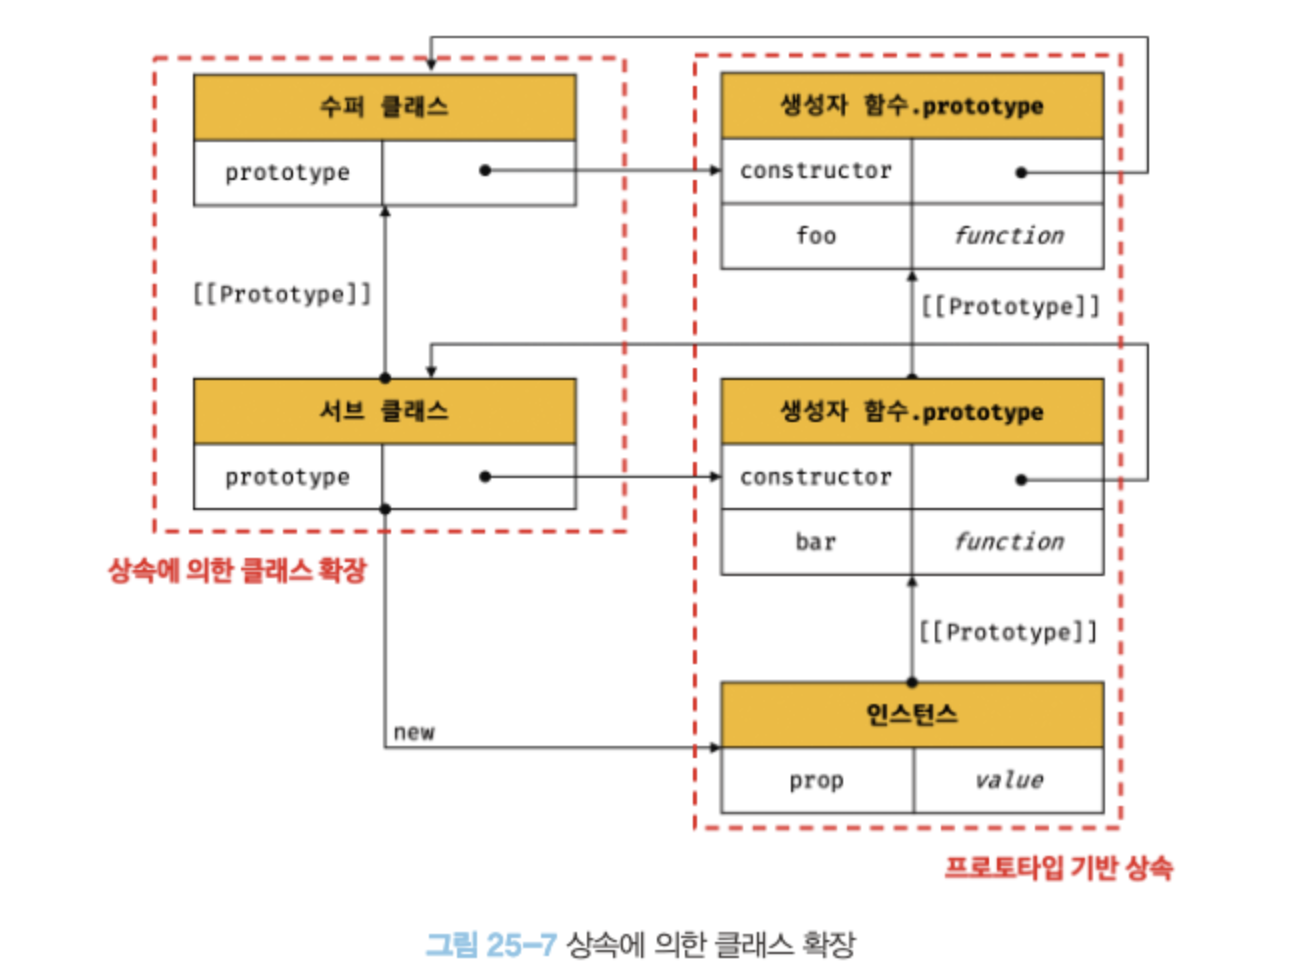 수퍼 클래스
prototype
생성자 함수.prototype
constructor
foo
function
[[Prototype]]
[[Prototype]]
서브 클래스
prototype
생성자 함수.prototype
constructor
bar
function
상속에 의한 클래스 확장
[[Prototype]]
new
인스턴스
prop
value
프로토타입 기반 상속
그림 25-7 상속에 의한 클래스 확장